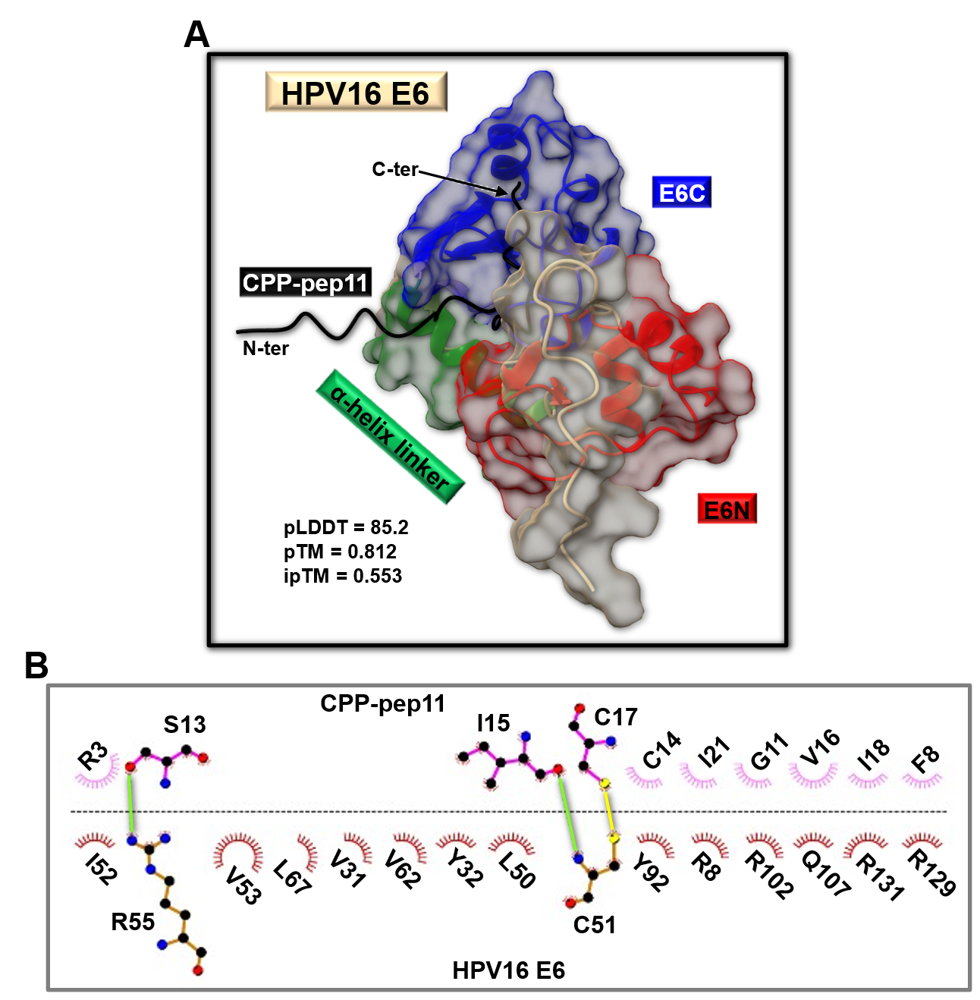 A
HPV16 E6
C-ter
E6C
CPP-pep11
N-ter
α-helix linker
E6N
pLDDT = 85.2
pTM = 0.812
ipTM = 0.553
B
CPP-pep11
R3 S13 I15 C17 C14 I21 G11 V16 I18 F8
I52 V53 L67 V31 V62 Y32 L50 Y92 R8 R102 Q107 R131 R129
R55 C51
HPV16 E6